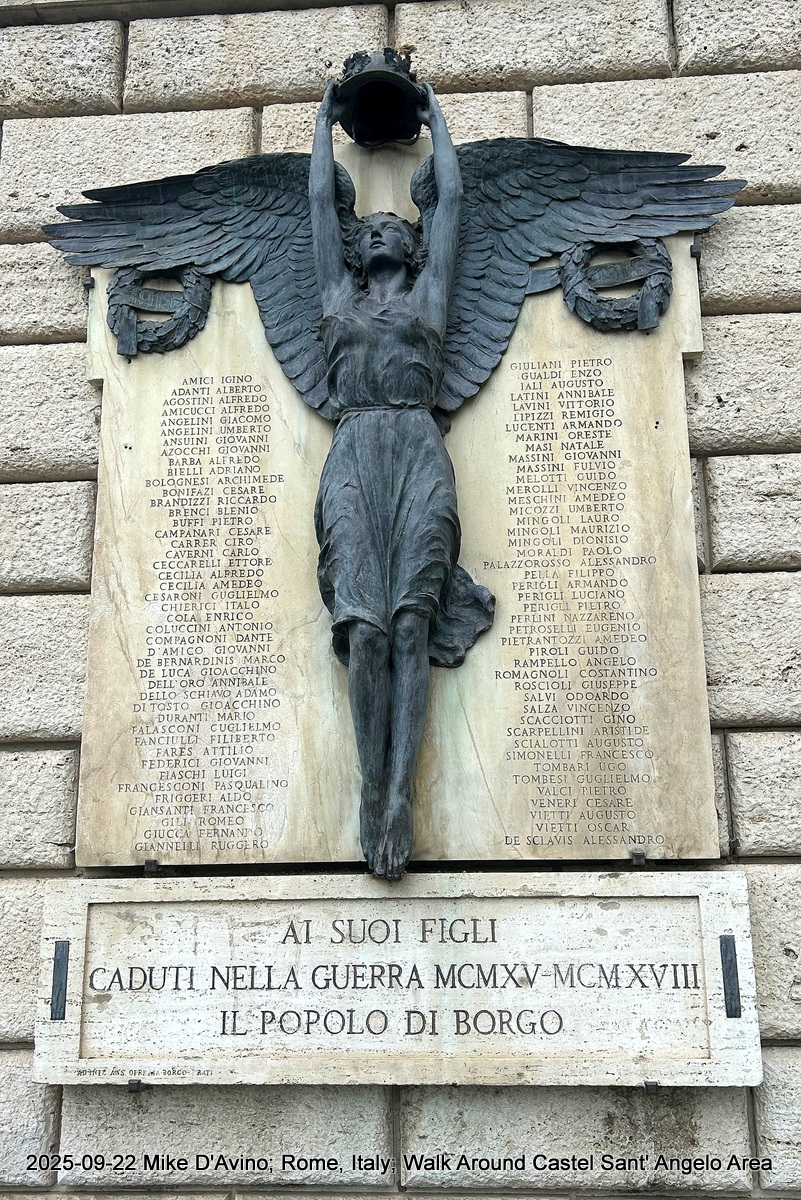 AMICI IGINO
ADANTI ALBERTO
AGOSTINI ALFREDO
AMICUCCI ALFREDO
ANGELINI GIACOMO
ANGELINI UMBERTO
ANSUINI GIOVANNI
AZOCCHI GIOVANNI
BARBA ALFREDO
BIELLI ADRIANO
BOLOGNESI ARCHIMEDE
BONIFAZI CESARE
BRANDIZZI RICCARDO
BRENCI BLENIO
BUFFI PIETRO
CAMPANARI CESARE
CARRER CIRO
CAVERNI CARLO
CECCARELLI ETTORE
CECILIA ALFREDO
CECILIA AMEDEO
CESARONI GUGLIELMO
CHIERICI ITALO
COLA ENRICO
COLUCCINI ANTONIO
COMPAGNONI DANTE
D'AMICO GIOVANNI
DE BERNARDINIS MARCO
DE LUCA GIOACCHINO
DELL'ORO ANNIBALE
DELLO SCHIAVO ADAMO
DI TOSTO GIOACCHINO
DURANTI MARIO
FALASCONI GUGLIELMO
FANCIULLI FILIBERTO
FARES ATTILIO
FEDERICI GIOVANNI
FIASCHI LUIGI
FRANCESCONI PASQUALINO
FRIGGERI ALDO
GIANSANTI FRANCESCO
GILI ROMEO
GIUCCA FERNANDO
GIANNELLI RUGGERO
GIULIANI PIETRO
GUALDI ENZO
IALI AUGUSTO
LATINI ANNIBALE
LAVINI VITTORIO
LIPIZZI REMIGIO
LUCENTI ARMANDO
MARINI ORESTE
MASI NATALE
MASSINI GIOVANNI
MASSINI FULVIO
MELOTTI GUIDO
MEROLLI VINCENZO
MESCHINI AMEDEO
MICOZZI UMBERTO
MINGOLI LAURO
MINGOLI MAURIZIO
MINGOLI DIONISIO
MORALDI PAOLO
PALAZZOROSSO ALESSANDRO
PELLA FILIPPO
PERIGLI ARMANDO
PERIGLI LUCIANO
PERIGLI PIETRO
PERLINI NAZZARENO
PETROSELLI EUGENIO
PIETRANTOZZI AMEDEO
PIROLI GUIDO
RAMPELLO ANGELO
ROMAGNOLI COSTANTINO
ROSCIOLI GIUSEPPE
SALVI ODOARDO
SALZA VINCENZO
SCACCIOTTI GINO
SCARPELLINI ARISTIDE
SCIALOTTI AUGUSTO
SIMONELLI FRANCESCO
TOMBARI UGO
TOMBESI GUGLIELMO
VALCI PIETRO
VENERI CESARE
VIETTI AUGUSTO
VIETTI OSCAR
DE SCLAVIS ALESSANDRO
AI SUOI FIGLI
CADUTI NELLA GUERRA MCMXV-MCMXVIII
IL POPOLO DI BORGO
BORGO PRATI
2025-09-22 Mike D'Avino; Rome, Italy; Walk Around Castel Sant' Angelo Area